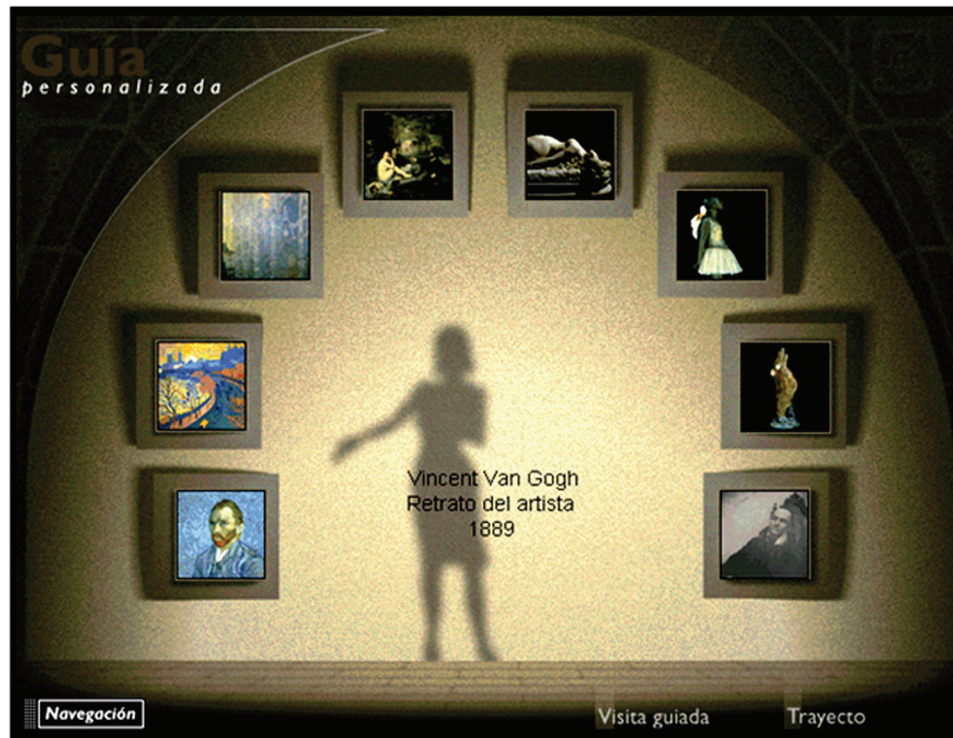 Guía
personalizada
Vincent Van Gogh
Retrato del artista
1889
Navegación
Visita guiada
Trayecto